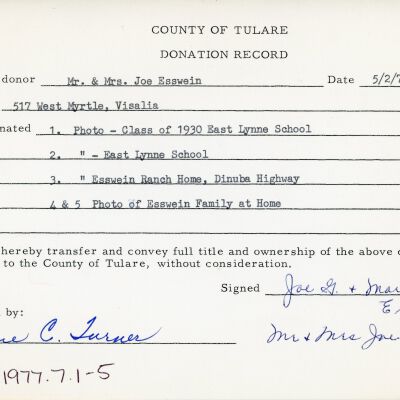 COUNTY OF TULARE
DONATION RECORD
donor Mr. & Mrs. Joe Esswein Date 5/2/7
517 West Myrtle, Visalia
nated 1. Photo - Class of 1930 East Lynne School
2. " - East Lynne School
3. " Esswein Ranch Home, Dinuba Highway
4 & 5 Photo of Esswein Family at Home
hereby transfer and convey full title and ownership of the above d
to the County of Tulare, without consideration.
Signed Joe G. + Mar
E
d by:
C. Turner
Mr + Mrs Joe
1977.7.1-5